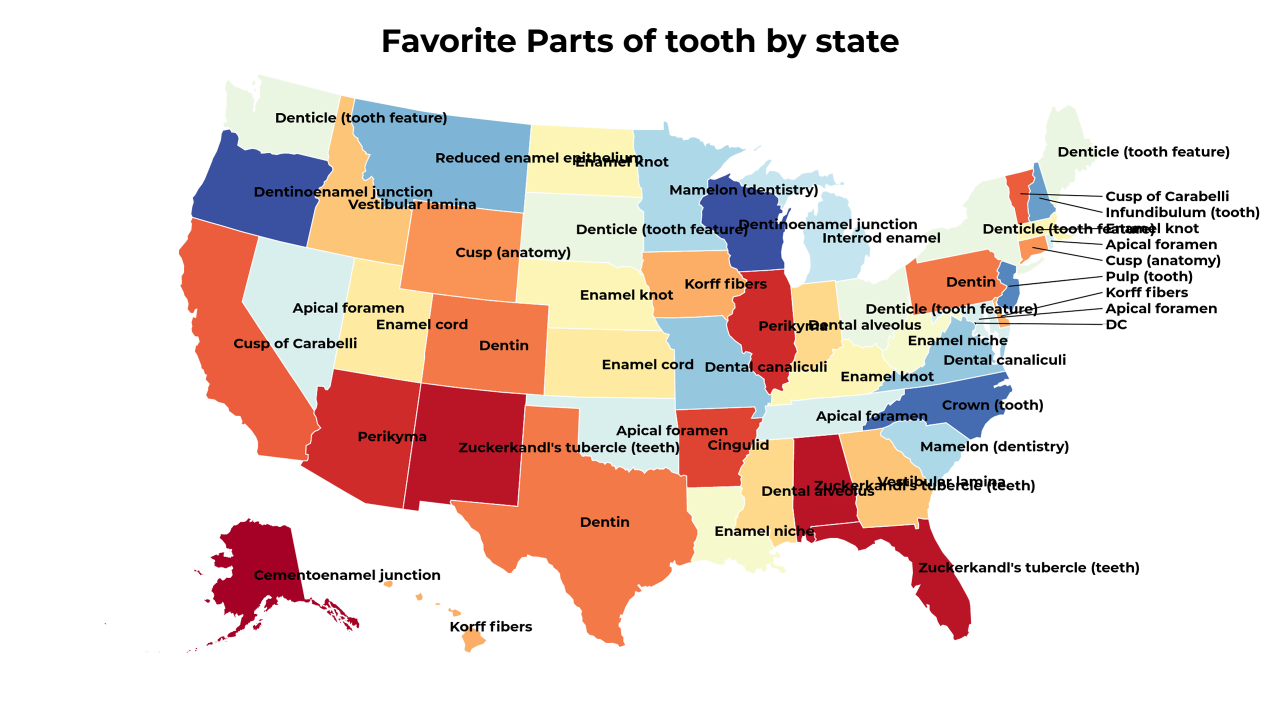 Favorite Parts of tooth by state
Denticle (tooth feature)
Denticle (tooth feature)
Reduced enamel epithelium
Enamel knot
Dentinoenamel junction
Mamelon (dentistry)
Cusp of Carabelli
Vestibular lamina
Infundibulum (tooth)
Dentinoenamel junction
Denticle (tooth feature)
Denticle (tooth feature)
Enamel knot
Interrod enamel
Apical foramen
Cusp (anatomy)
Cusp (anatomy)
Pulp (tooth)
Dentin
Korff fibers
Korff fibers
Enamel knot
Apical foramen
Denticle (tooth feature)
Apical foramen
Enamel cord
Perikyma
Dental alveolus
DC
Cusp of Carabelli
Dentin
Enamel niche
Enamel cord
Dental canaliculi
Dental canaliculi
Enamel knot
Crown (tooth)
Apical foramen
Apical foramen
Perikyma
Zuckerkandl's tubercle (teeth)
Cingulid
Mamelon (dentistry)
Vestibular lamina
Zuckerkandl's tubercle (teeth)
Dental alveolus
Dentin
Enamel niche
Zuckerkandl's tubercle (teeth)
Cementoenamel junction
Korff fibers